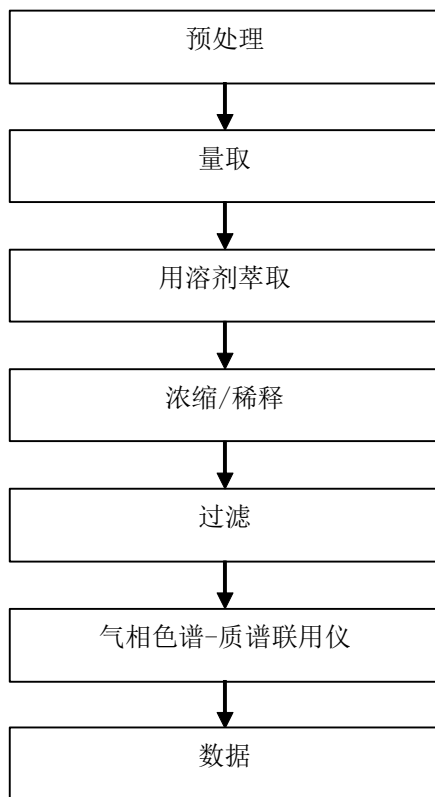 预处理
量取
用溶剂萃取
浓缩/稀释
过滤
气相色谱-质谱联用仪
数据